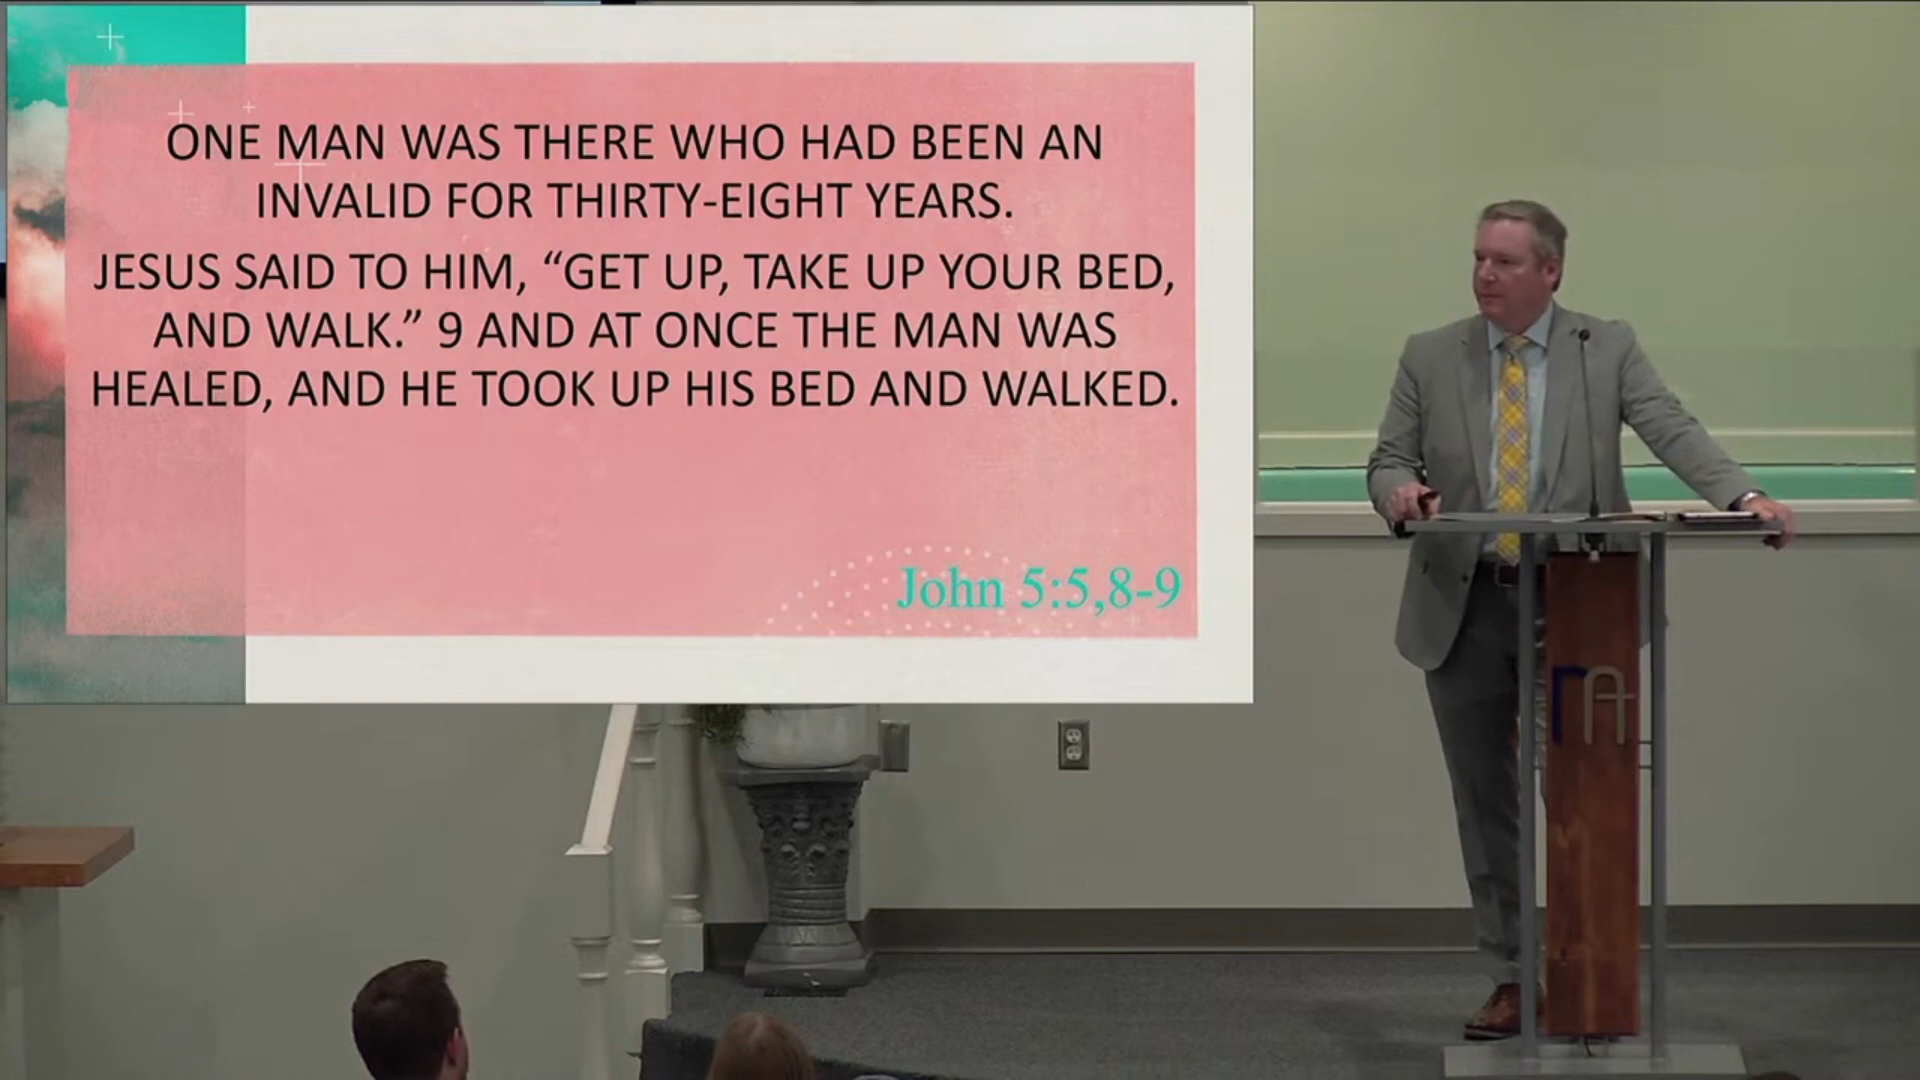 ONE MAN WAS THERE WHO HAD BEEN AN
INVALID FOR THIRTY-EIGHT YEARS.
JESUS SAID TO HIM, “GET UP, TAKE UP YOUR BED,
AND WALK.” 9 AND AT ONCE THE MAN WAS
HEALED, AND HE TOOK UP HIS BED AND WALKED.
John 5:5,8-9